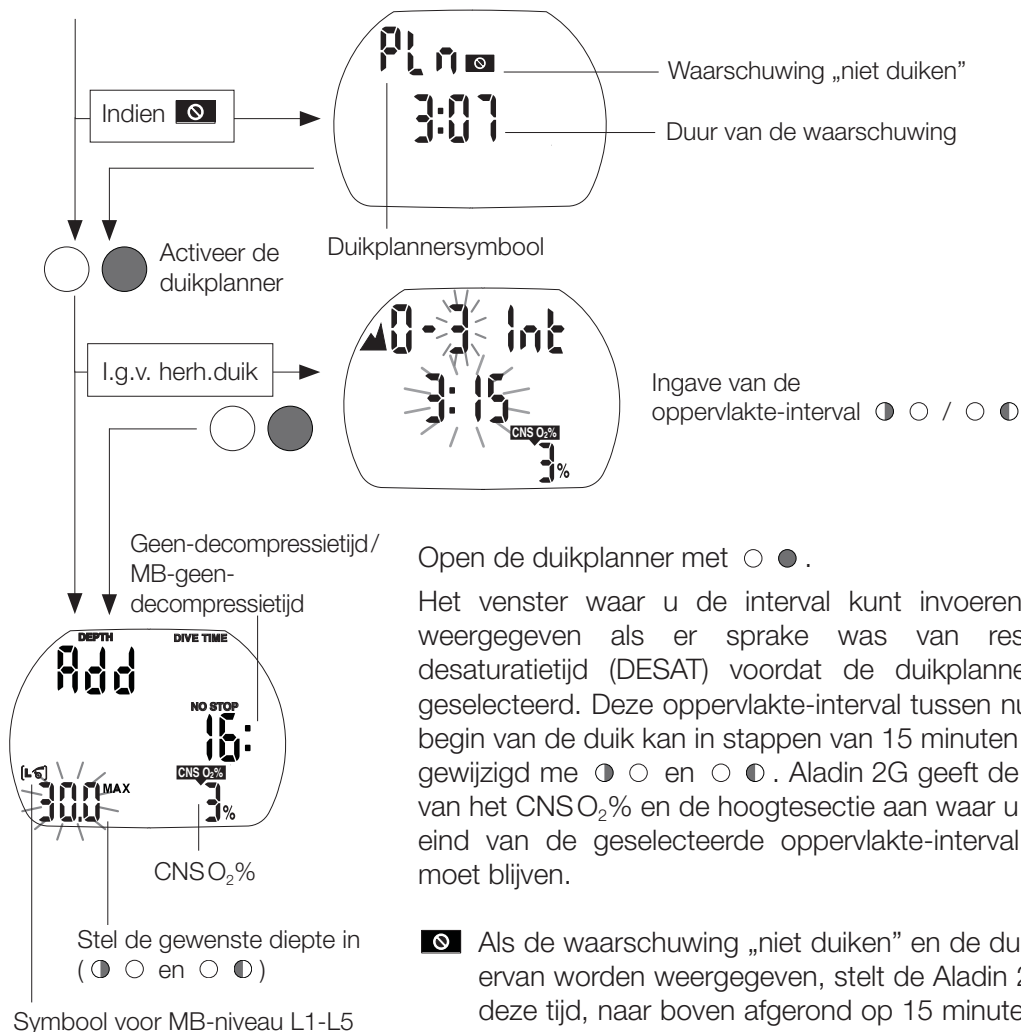 PLn
Waarschuwing „niet duiken”
3:07
Duur van de waarschuwing
Indien
Duikplannersymbool
Activeer de
duikplanner
0-3 Int
3:15
CNS O₂%
3%
I.g.v. herh.duik
Ingave van de
oppervlakte-interval
/
Geen-decompressietijd/
MB-geen-
decompressietijd
DEPTH DIVE TIME
Add
NO STOP
16:
CNS O₂%
30.0 MAX
3%
CNS O₂%
Stel de gewenste diepte in
( en )
Symbool voor MB-niveau L1-L5
Open de duikplanner met .
Het venster waar u de interval kunt invoeren
weergegeven als er sprake was van res
desaturatietijd (DESAT) voordat de duikplanne
geselecteerd. Deze oppervlakte-interval tussen nu
begin van de duik kan in stappen van 15 minuten
gewijzigd me en . Aladin 2G geeft de
van het CNS O₂% en de hoogtesectie aan waar u
eind van de geselecteerde oppervlakte-interval
moet blijven.
Als de waarschuwing „niet duiken” en de du
ervan worden weergegeven, stelt de Aladin 2
deze tijd, naar boven afgerond op 15 minute